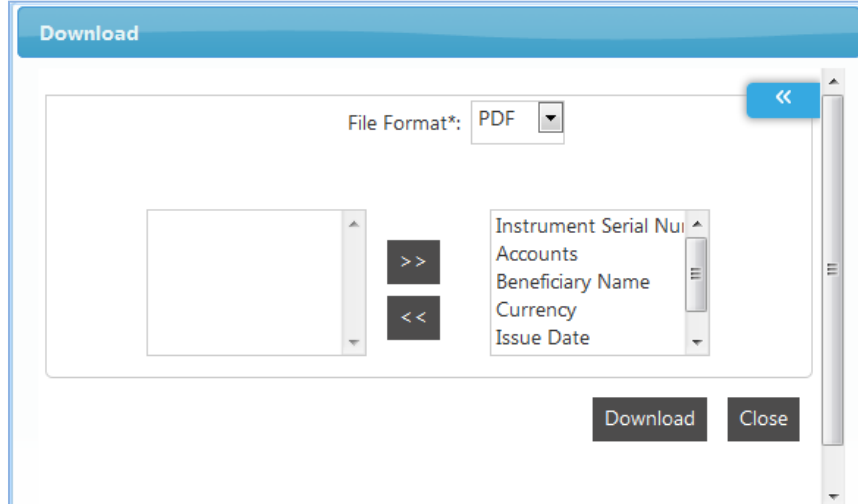 Download
«
File Format*: PDF
Instrument Serial Nu
Accounts
>>
Beneficiary Name
Currency
<<
Issue Date
Download Close